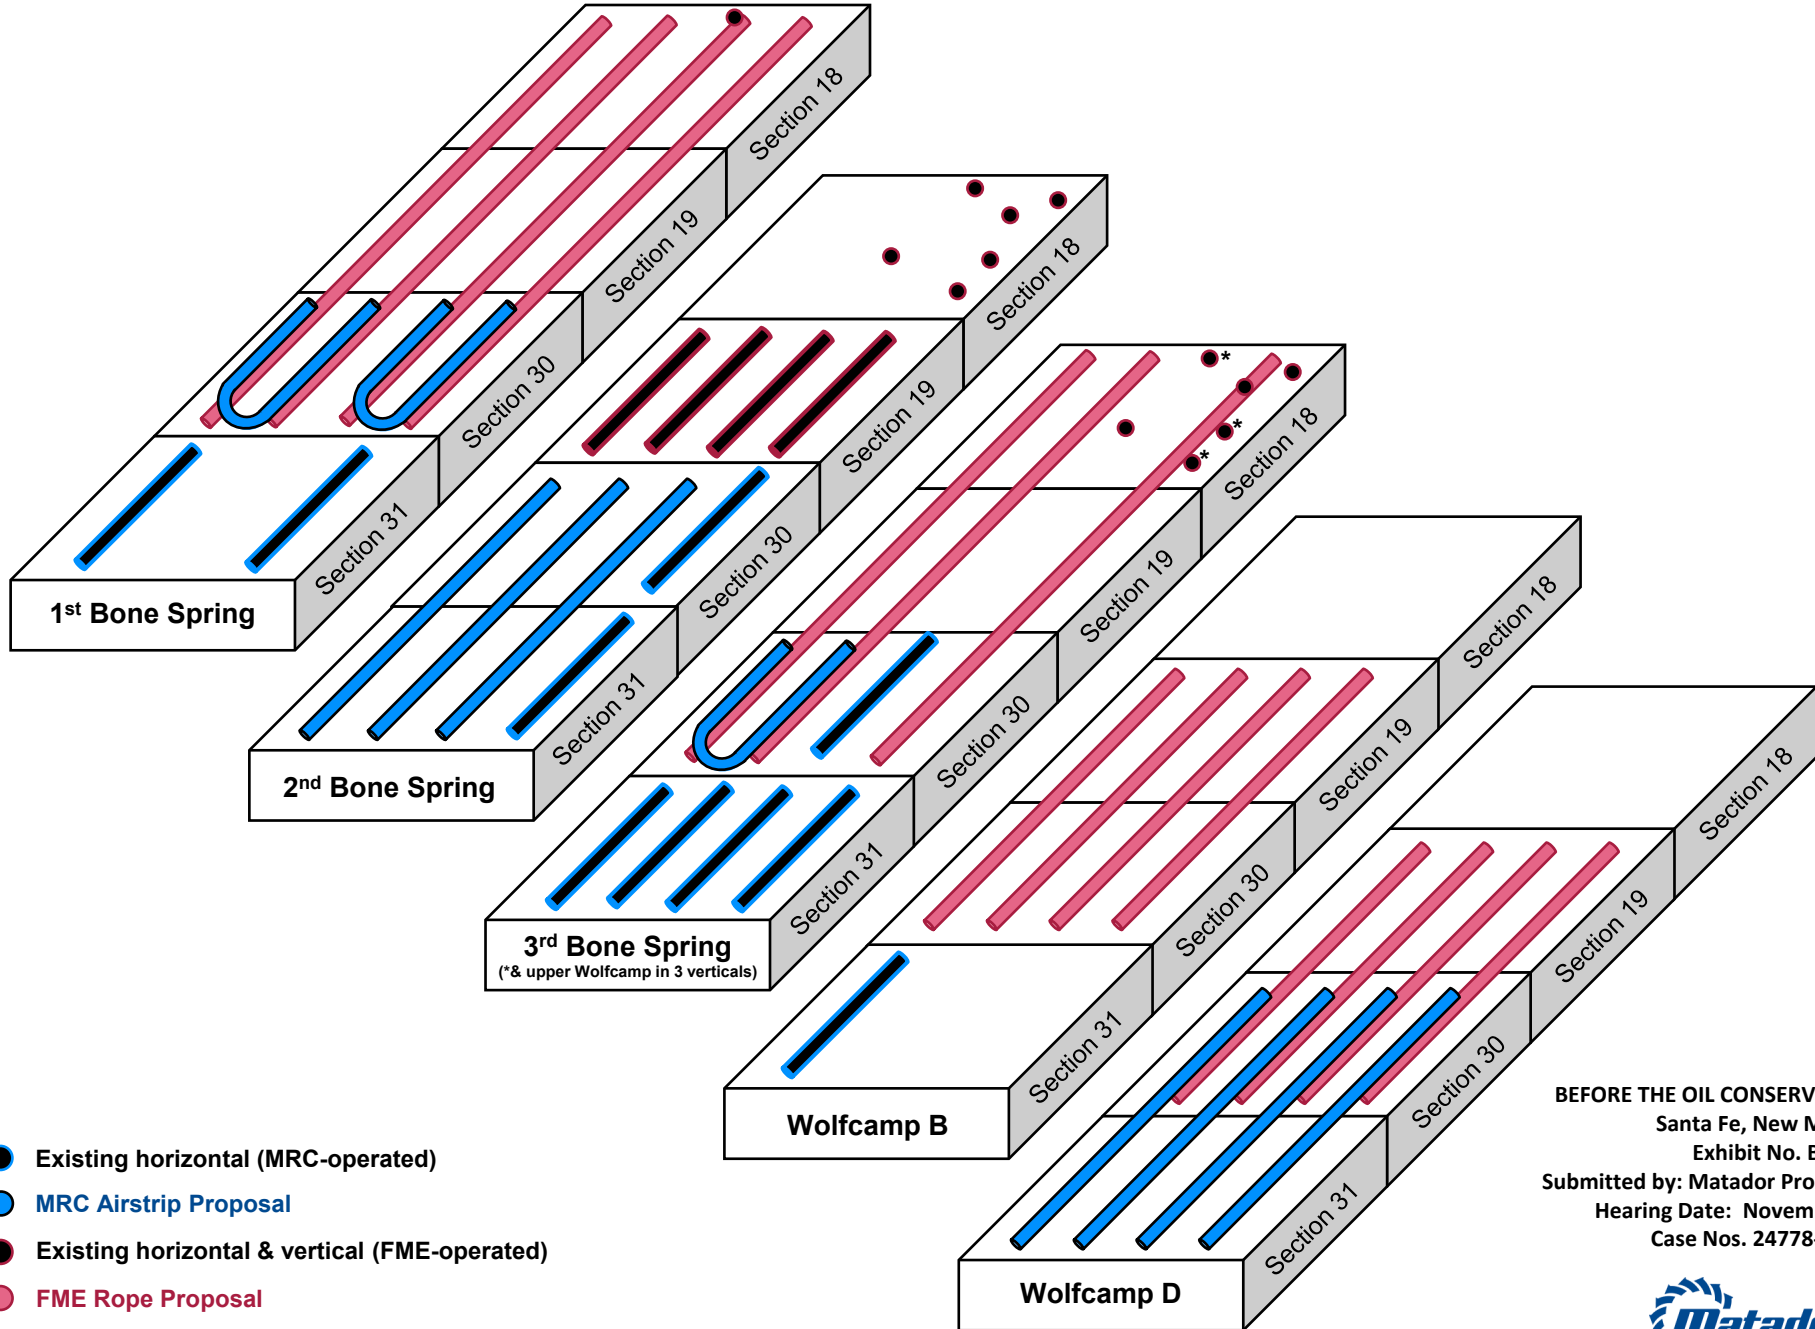 Section 18
Section 19
Section 30
Section 31
1st Bone Spring
Section 18
Section 19
Section 30
Section 31
2nd Bone Spring
*
*
*
Section 18
Section 19
Section 30
Section 31
3rd Bone Spring
(*& upper Wolfcamp in 3 verticals)
Section 18
Section 19
Section 30
Section 31
Wolfcamp B
Section 18
Section 19
Section 30
Section 31
Wolfcamp D
Existing horizontal (MRC-operated)
MRC Airstrip Proposal
Existing horizontal & vertical (FME-operated)
FME Rope Proposal
BEFORE THE OIL CONSERV
Santa Fe, New M
Exhibit No.
Submitted by: Matador Pro
Hearing Date: Novem
Case Nos. 24778-
Matad